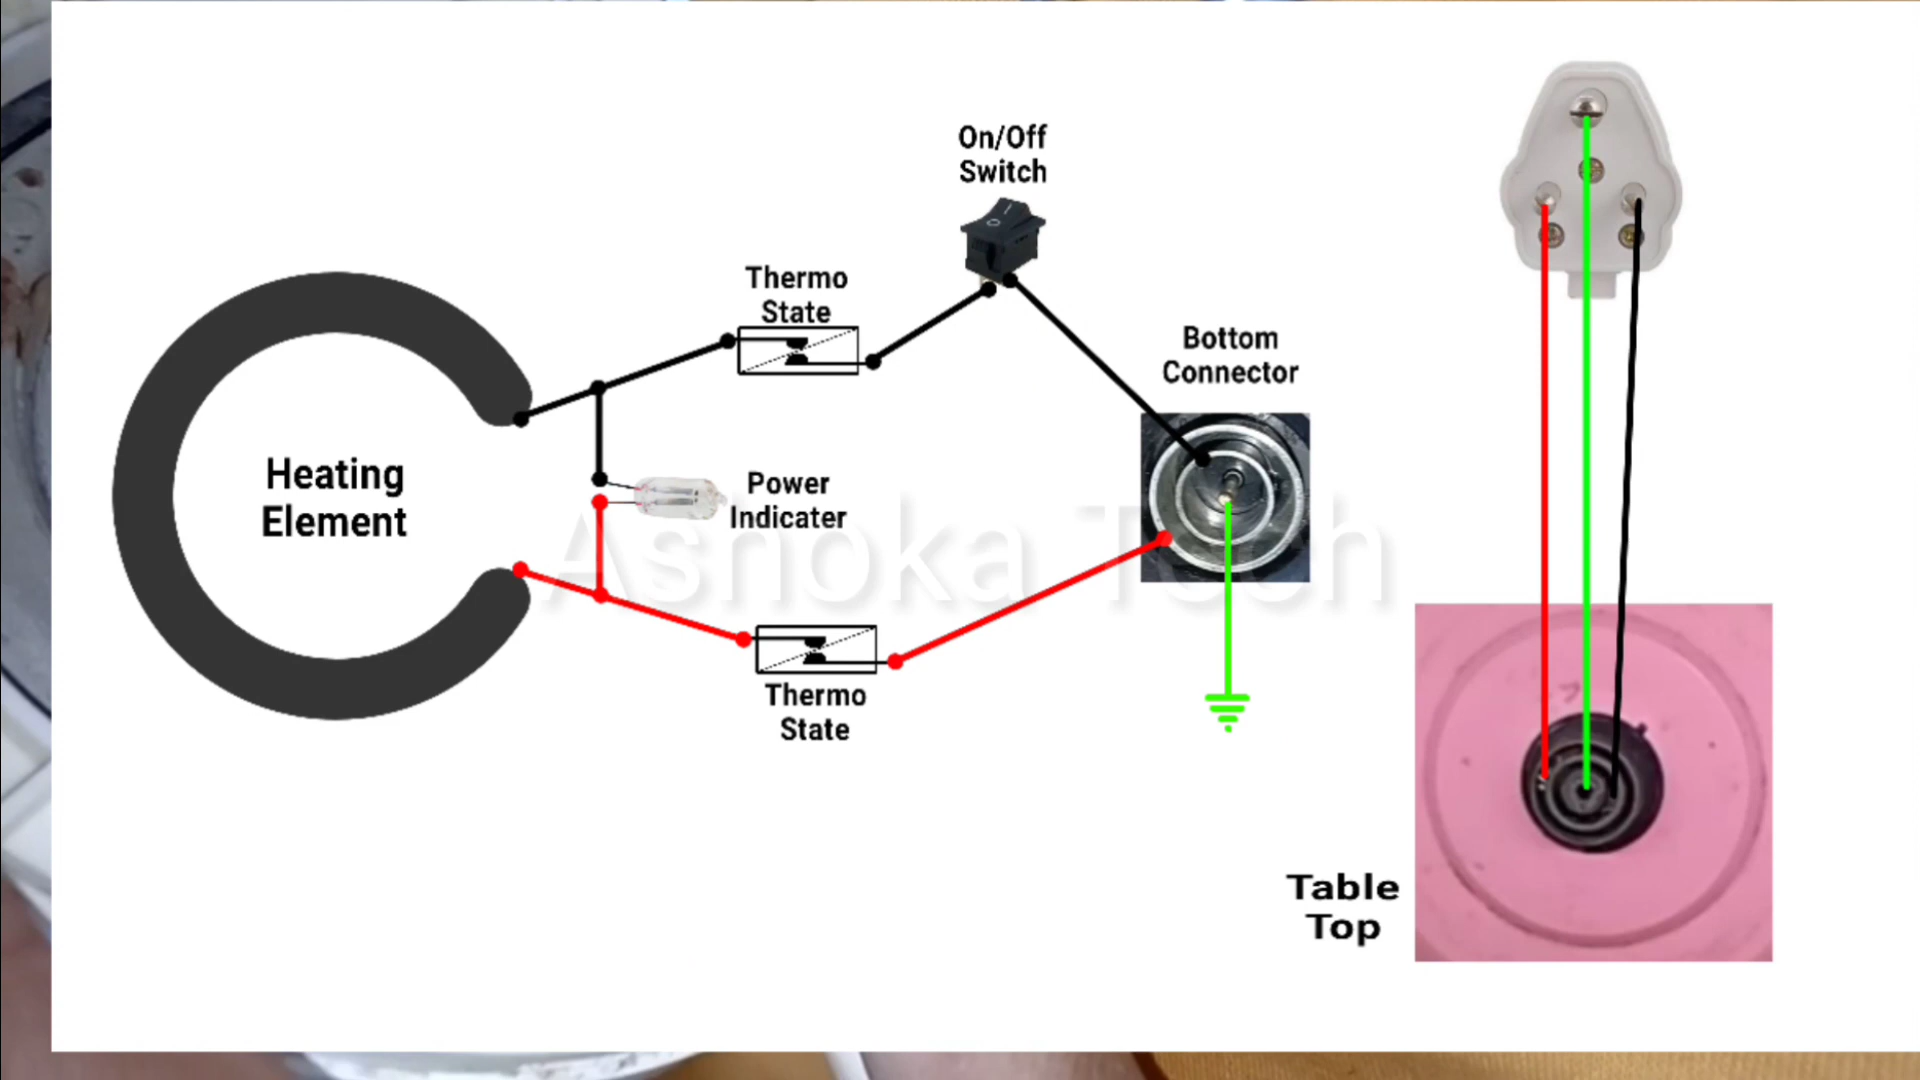 On/Off
Switch
Thermo
State
Bottom
Connector
Heating
Element
Power
Indicater
Ashoka Tech
Thermo
State
Table
Top